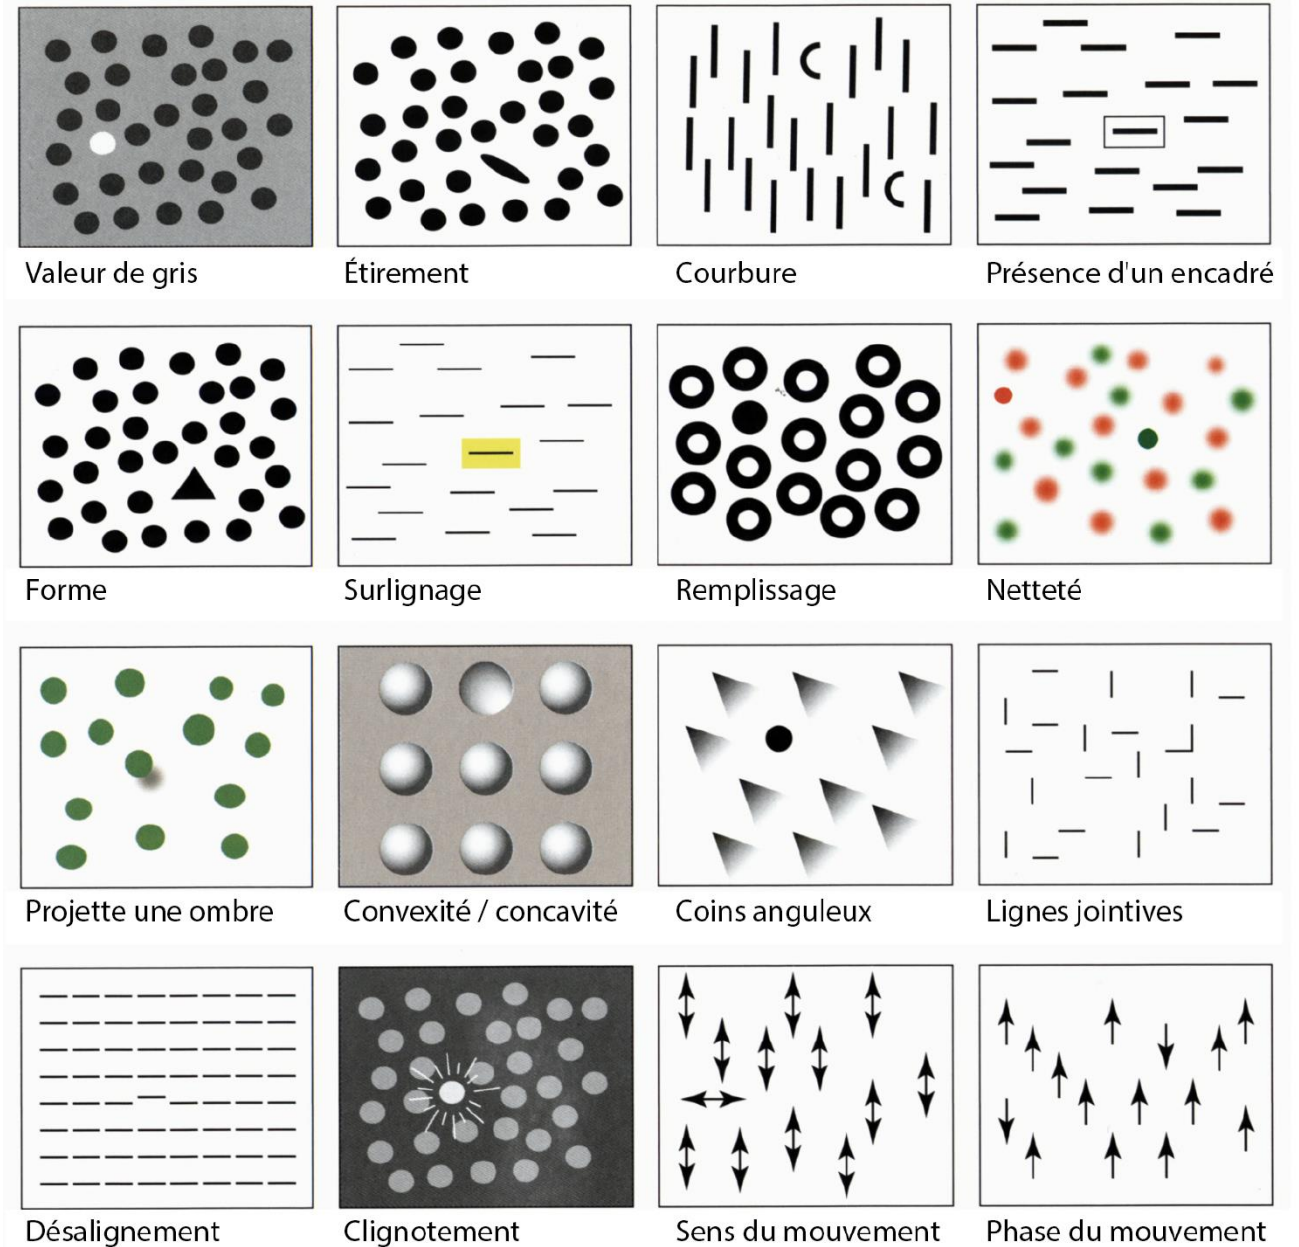 Valeur de gris
Étirement
Courbure
Présence d'un encadré
Forme
Surlignage
Remplissage
Netteté
Projette une ombre
Convexité / concavité
Coins anguleux
Lignes jointives
Désalignement
Clignotement
Sens du mouvement
Phase du mouvement